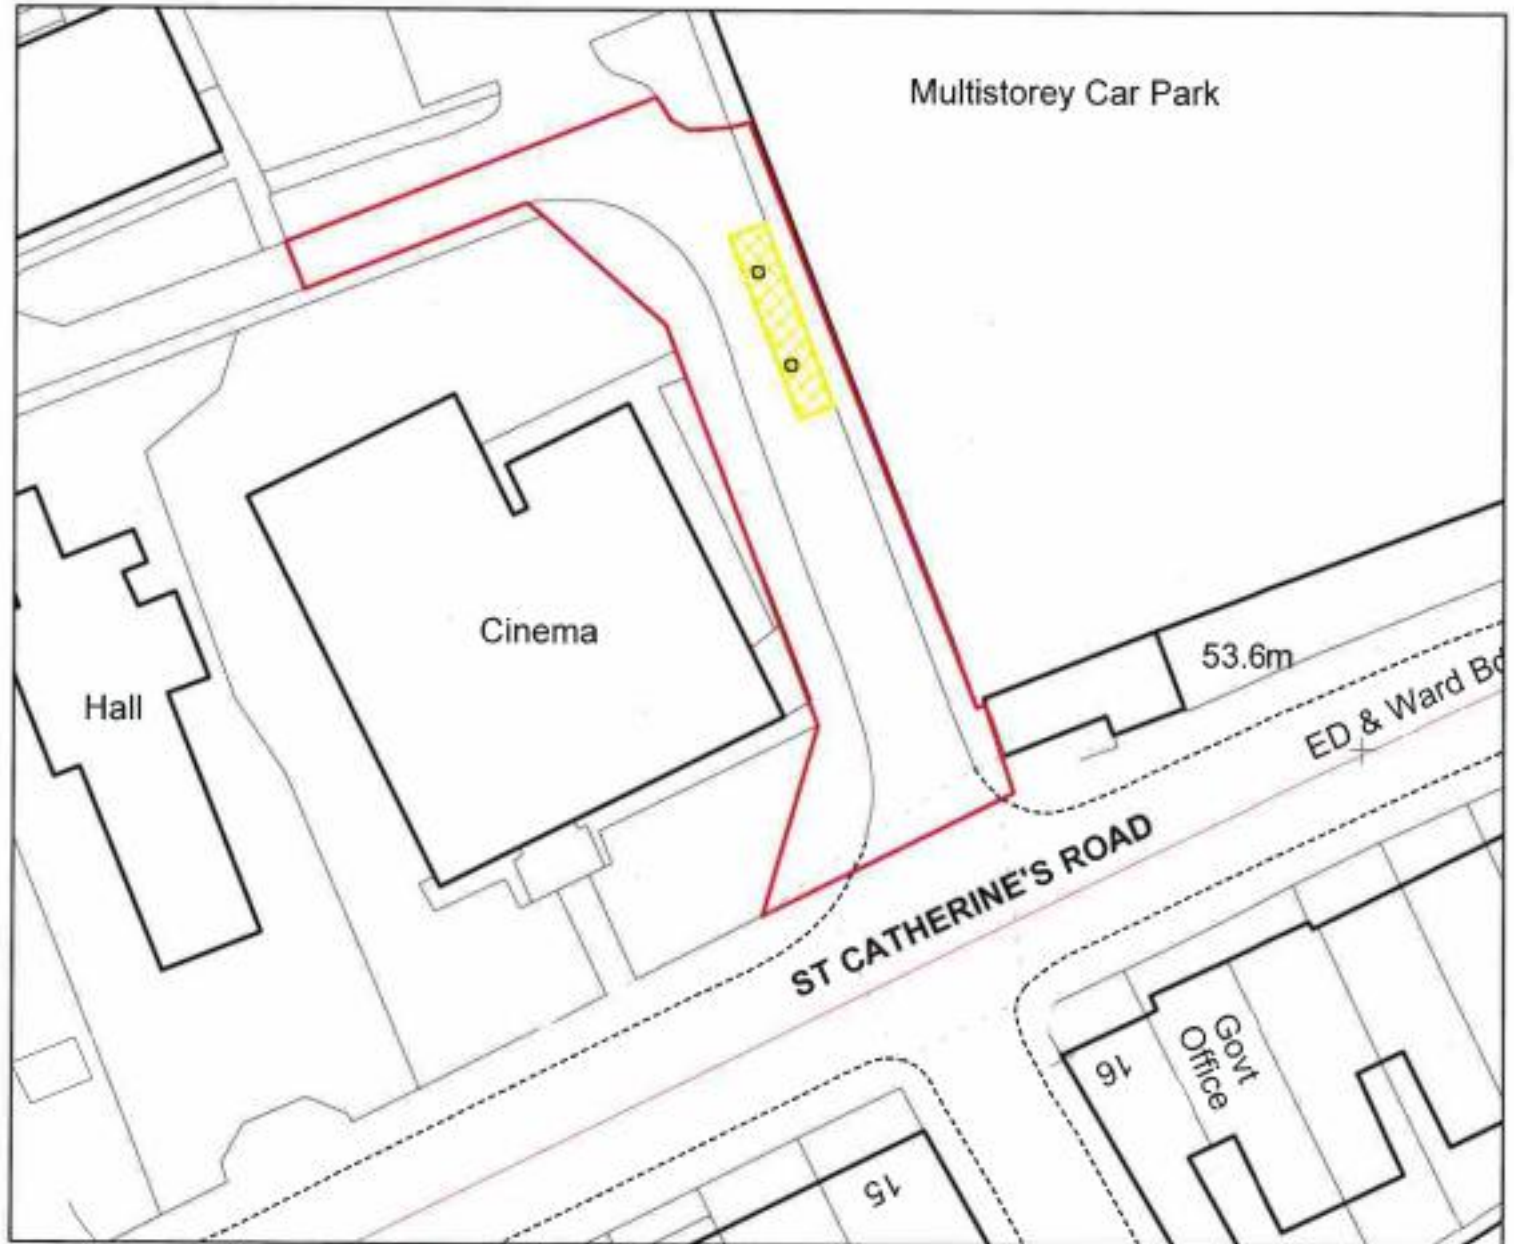 Multistorey Car Park
Cinema
53.6m
Hall
ED & Ward Bd
ST CATHERINE'S ROAD
Govt
Office
16
15